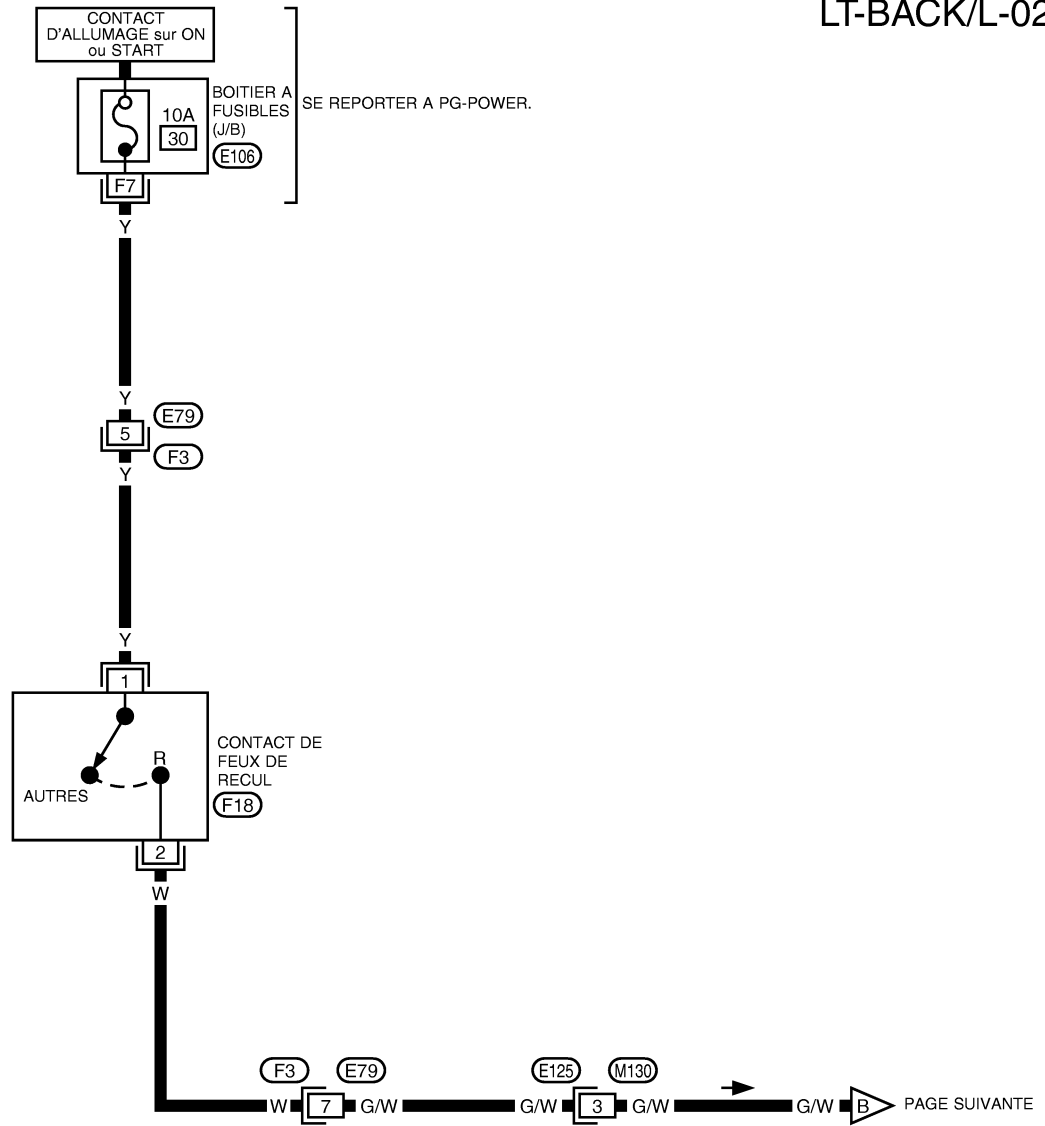 LT-BACK/L-02
CONTACT
D'ALLUMAGE sur ON
ou START
BOITIER A
FUSIBLES
(J/B)
E106
10A
30
SE REPORTER A PG-POWER.
F7
Y
Y
E79
5
F3
Y
Y
1
CONTACT DE
FEUX DE
RECUL
F18
R
AUTRES
2
W
F3
E79
E125
M130
W
7
G/W
G/W
3
G/W
G/W
B
PAGE SUIVANTE